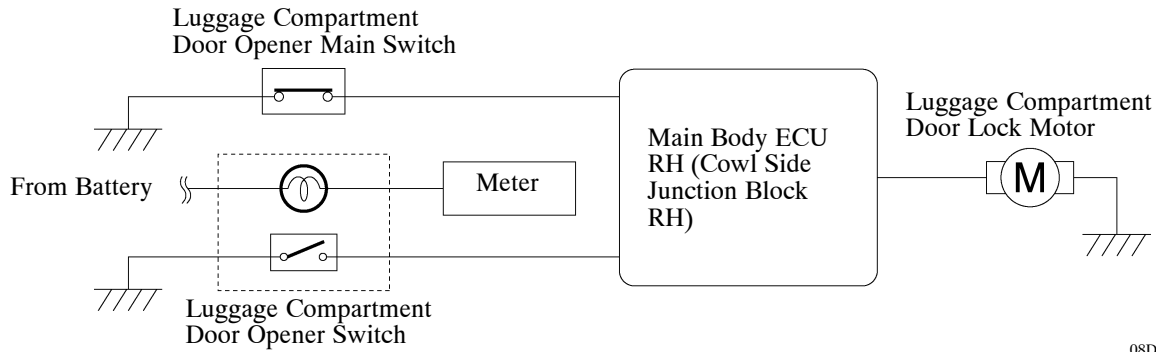 Luggage Compartment
Door Opener Main Switch
Main Body ECU
RH (Cowl Side
Junction Block
RH)
Luggage Compartment
Door Lock Motor
M
From Battery
Meter
Luggage Compartment
Door Opener Switch
08D